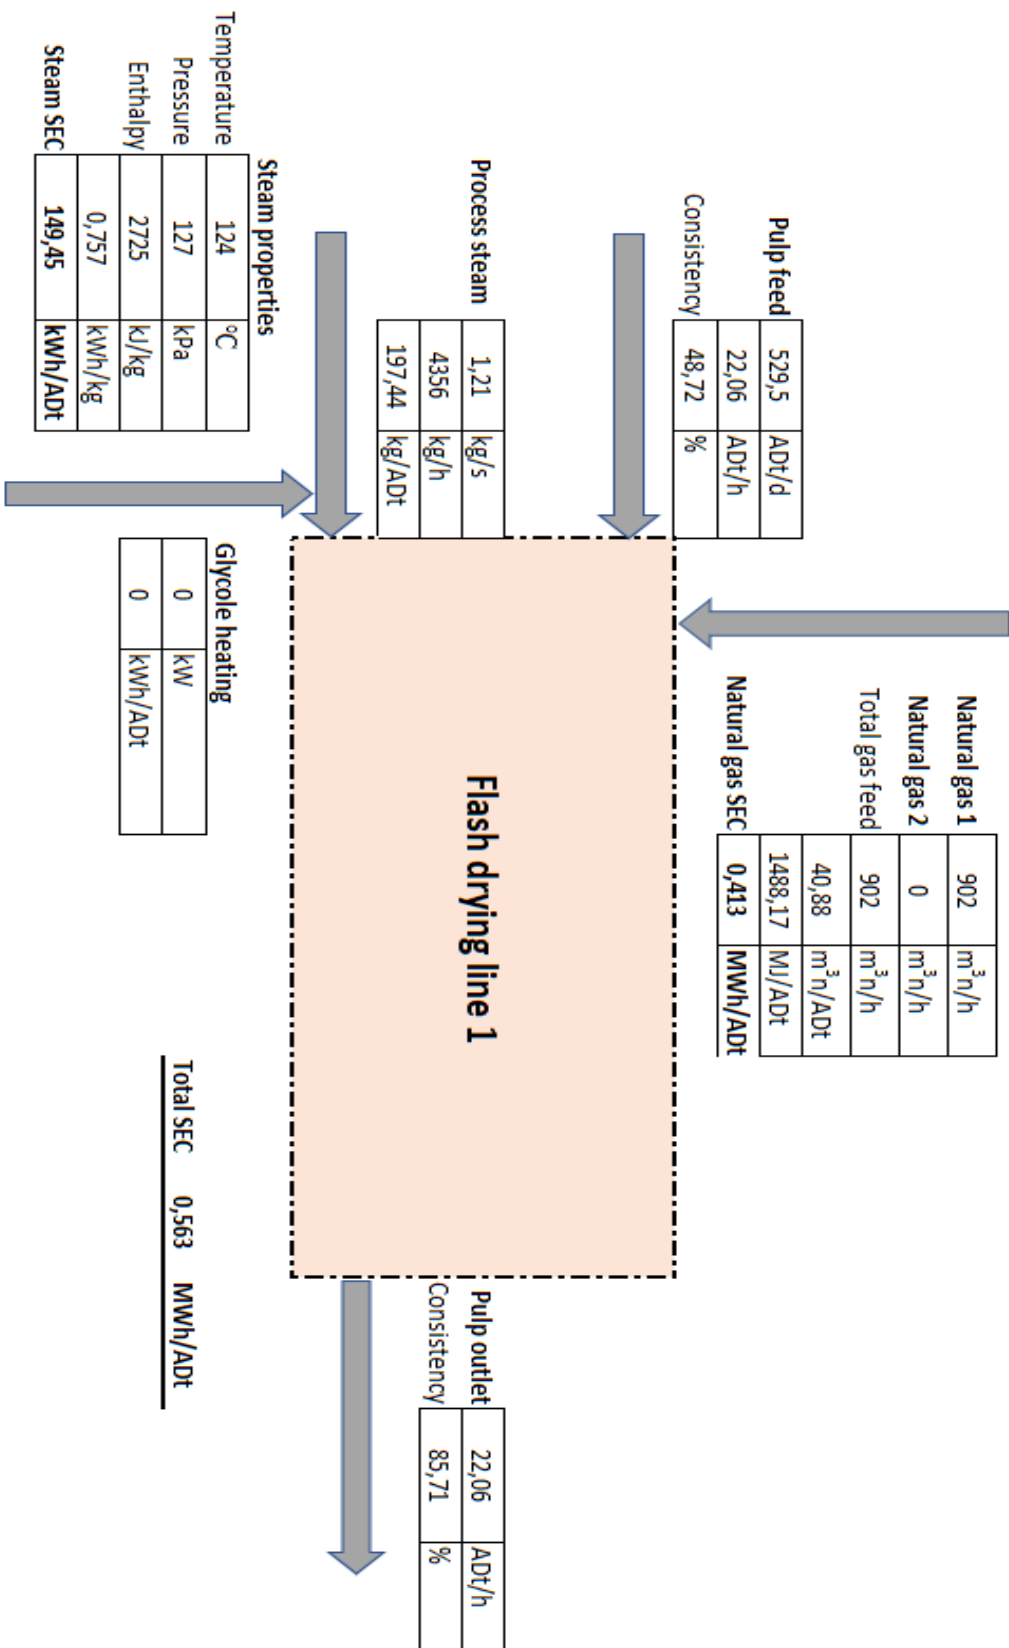 Natural gas 1 902 m³n/h
Natural gas 2 0 m³n/h
Total gas feed 902 m³n/h
40,88 m³n/ADt
1488,17 MJ/ADt
Natural gas SEC 0,413 MWh/ADt
Pulp feed 529,5 ADt/d
22,06 ADt/h
Consistency 48,72 %
Process steam 1,21 kg/s
4356 kg/h
197,44 kg/ADt
Flash drying line 1
Pulp outlet 22,06 ADt/h
Consistency 85,71 %
Steam properties
Temperature 124 °C
Pressure 127 kPa
Enthalpy 2725 kJ/kg
0,757 kWh/kg
Steam SEC 149,45 kWh/ADt
Glycole heating
0 kW
0 kWh/ADt
Total SEC 0,563 MWh/ADt